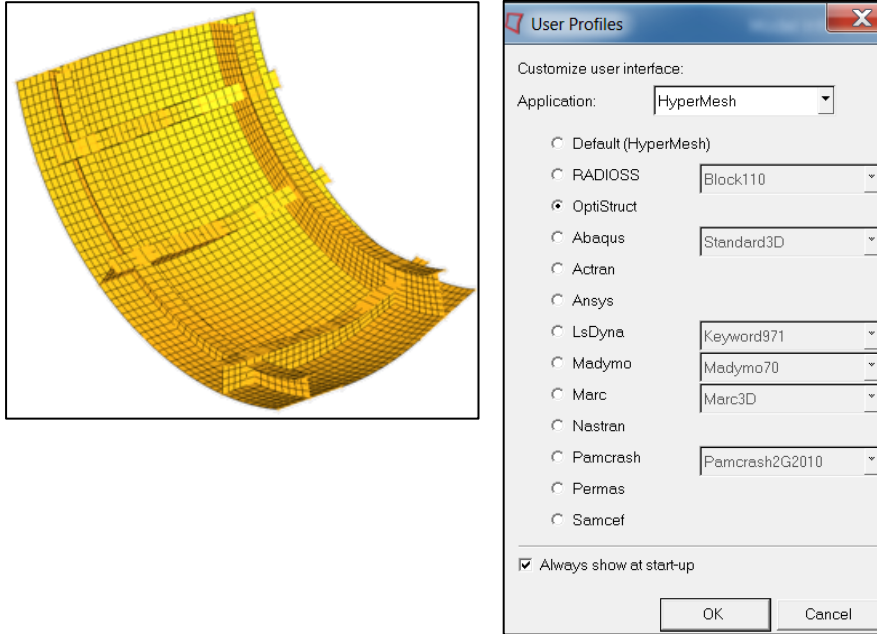 User Profiles
Customize user interface:
Application: HyperMesh
Default (HyperMesh)
RADIOSS Block110
OptiStruct
Abaqus Standard3D
Actran
Ansys
LsDyna Keyword971
Madymo Madymo70
Marc Marc3D
Nastran
Pamcrash Pamcrash2G2010
Permas
Samcef
Always show at start-up
OK Cancel